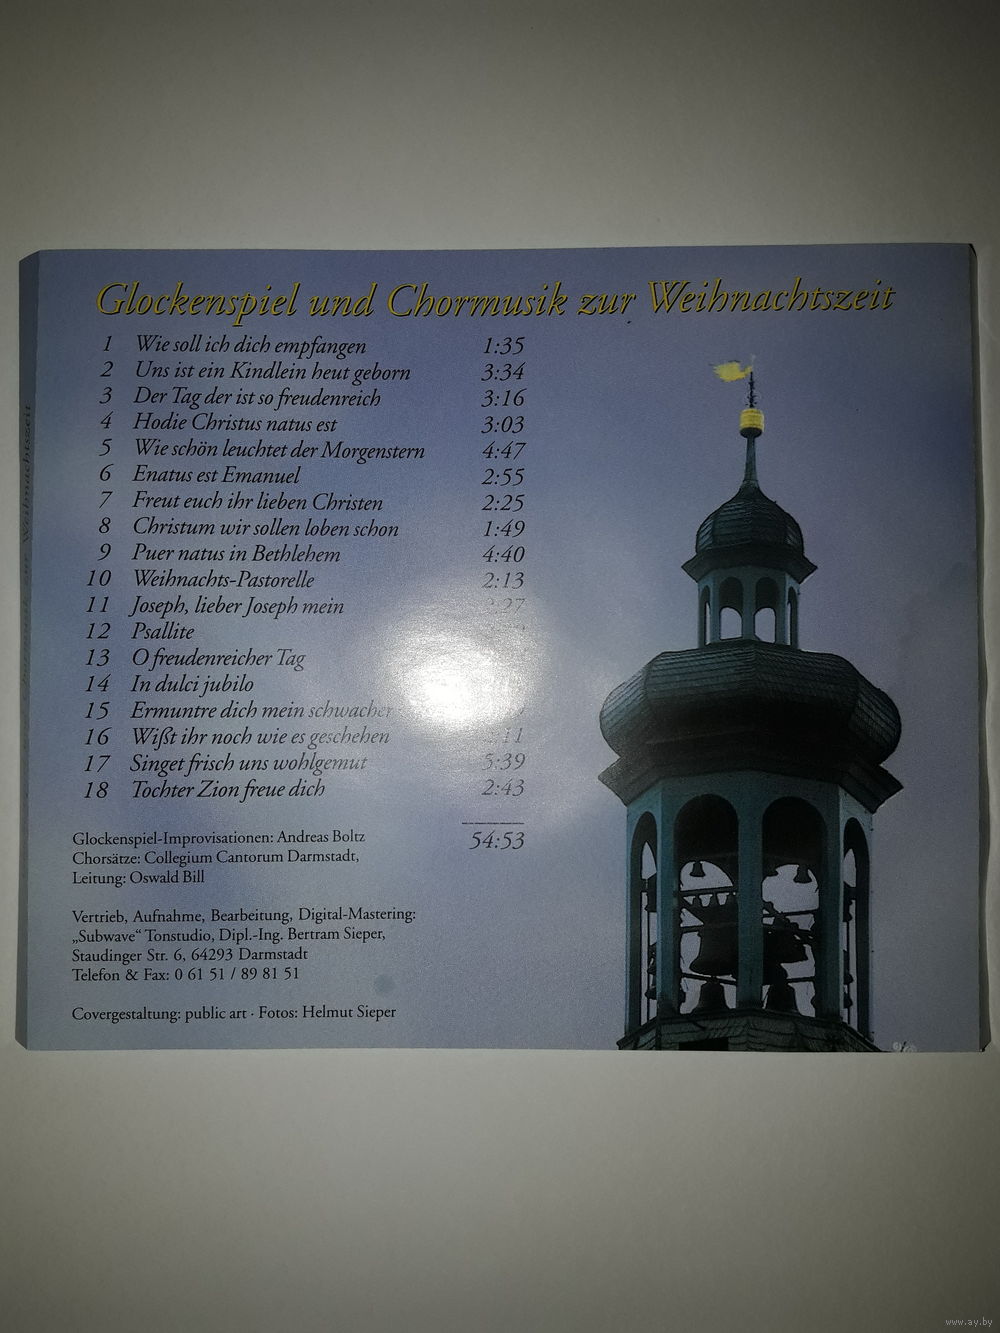 Glockenspiel und Chormusik zur Weihnachtszeit
1 Wie soll ich dich empfangen 1:35
2 Uns ist ein Kindlein heut geborn 3:34
3 Der Tag der ist so freudenreich 3:16
4 Hodie Christus natus est 3:03
5 Wie schön leuchtet der Morgenstern 4:47
6 Enatus est Emanuel 2:55
7 Freut euch ihr lieben Christen 2:25
8 Christum wir sollen loben schon 1:49
9 Puer natus in Bethlehem 4:40
10 Weihnachts-Pastorelle 2:13
11 Joseph, lieber Joseph mein
12 Psallite
13 O freudenreicher Tag
14 In dulci jubilo
15 Ermuntre dich mein schwacher
16 Wißt ihr noch wie es geschehen
17 Singet frisch uns wohlgemut 5:39
18 Tochter Zion freue dich 2:43
54:53
Glockenspiel-Improvisationen: Andreas Boltz
Chorsätze: Collegium Cantorum Darmstadt,
Leitung: Oswald Bill
Vertrieb, Aufnahme, Bearbeitung, Digital-Mastering:
„Subwave“ Tonstudio, Dipl.-Ing. Bertram Sieper,
Staudinger Str. 6, 64293 Darmstadt
Telefon & Fax: 0 61 51 / 89 81 51
Covergestaltung: public art · Fotos: Helmut Sieper
www.ay.by